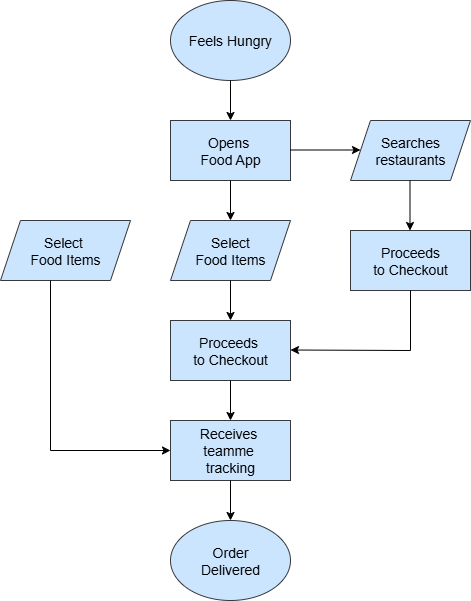 Feels Hungry
Opens
Food App
Searches
restaurants
Select
Food Items
Select
Food Items
Proceeds
to Checkout
Proceeds
to Checkout
Receives
teamme
tracking
Order
Delivered